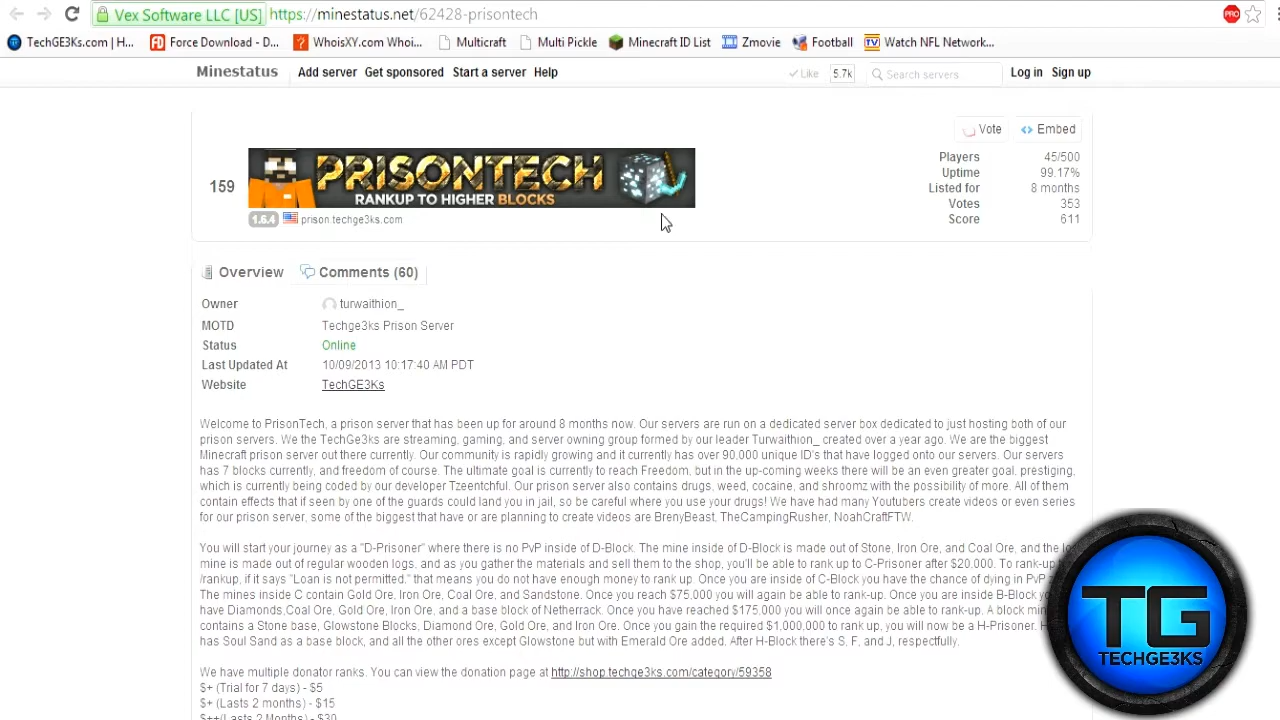 Vex Software LLC [US] https://minestatus.net/62428-prisontech PRO
TechGE3Ks.com | H... Force Download - D... WhoisXY.com Whoi... Multicraft Multi Pickle Minecraft ID List Zmovie Football TV Watch NFL Network...
Minestatus Add server Get sponsored Start a server Help Like 5.7k Search servers Log in Sign up
Vote Embed
159 PRISONTECH
RANKUP TO HIGHER BLOCKS
1.6.4 prison.techge3ks.com
Players 45/500
Uptime 99.17%
Listed for 8 months
Votes 353
Score 611
Overview Comments (60)
Owner turwaithion_
MOTD Techge3ks Prison Server
Status Online
Last Updated At 10/09/2013 10:17:40 AM PDT
Website TechGE3Ks
Welcome to PrisonTech, a prison server that has been up for around 8 months now. Our servers are run on a dedicated server box dedicated to just hosting both of our
prison servers. We the TechGe3ks are streaming, gaming, and server owning group formed by our leader Turwaithion_ created over a year ago. We are the biggest
Minecraft prison server out there currently. Our community is rapidly growing and it currently has over 90,000 unique ID's that have logged onto our servers. Our servers
has 7 blocks currently, and freedom of course. The ultimate goal is currently to reach Freedom, but in the up-coming weeks there will be an even greater goal, prestiging,
which is currently being coded by our developer Tzeentchful. Our prison server also contains drugs, weed, cocaine, and shroomz with the possibility of more. All of them
contain effects that if seen by one of the guards could land you in jail, so be careful where you use your drugs! We have had many Youtubers create videos or even series
for our prison server, some of the biggest that have or are planning to create videos are BrenyBeast, TheCampingRusher, NoahCraftFTW.
You will start your journey as a "D-Prisoner" where there is no PvP inside of D-Block. The mine inside of D-Block is made out of Stone, Iron Ore, and Coal Ore, and the
mine is made out of regular wooden logs, and as you gather the materials and sell them to the shop, you'll be able to rank up to C-Prisoner after $20,000. To rank-up
/rankup, if it says "Loan is not permitted." that means you do not have enough money to rank up. Once you are inside of C-Block you have the chance of dying in PvP
The mines inside C contain Gold Ore, Iron Ore, Coal Ore, and Sandstone. Once you reach $75,000 you will again be able to rank-up. Once you are inside B-Block
have Diamonds,Coal Ore, Gold Ore, Iron Ore, and a base block of Netherrack. Once you have reached $175,000 you will once again be able to rank-up. A block
contains a Stone base, Glowstone Blocks, Diamond Ore, Gold Ore, and Iron Ore. Once you gain the required $1,000,000 to rank up, you will now be a H-Prisoner.
has Soul Sand as a base block, and all the other ores except Glowstone but with Emerald Ore added. After H-Block there's S, F, and J, respectfully.
We have multiple donator ranks. You can view the donation page at http://shop.techge3ks.com/category/59358
$+ (Trial for 7 days) - $5
$+ (Lasts 2 months) - $15
$++(Lasts 2 Months) - $30
TG
TECHGE3KS